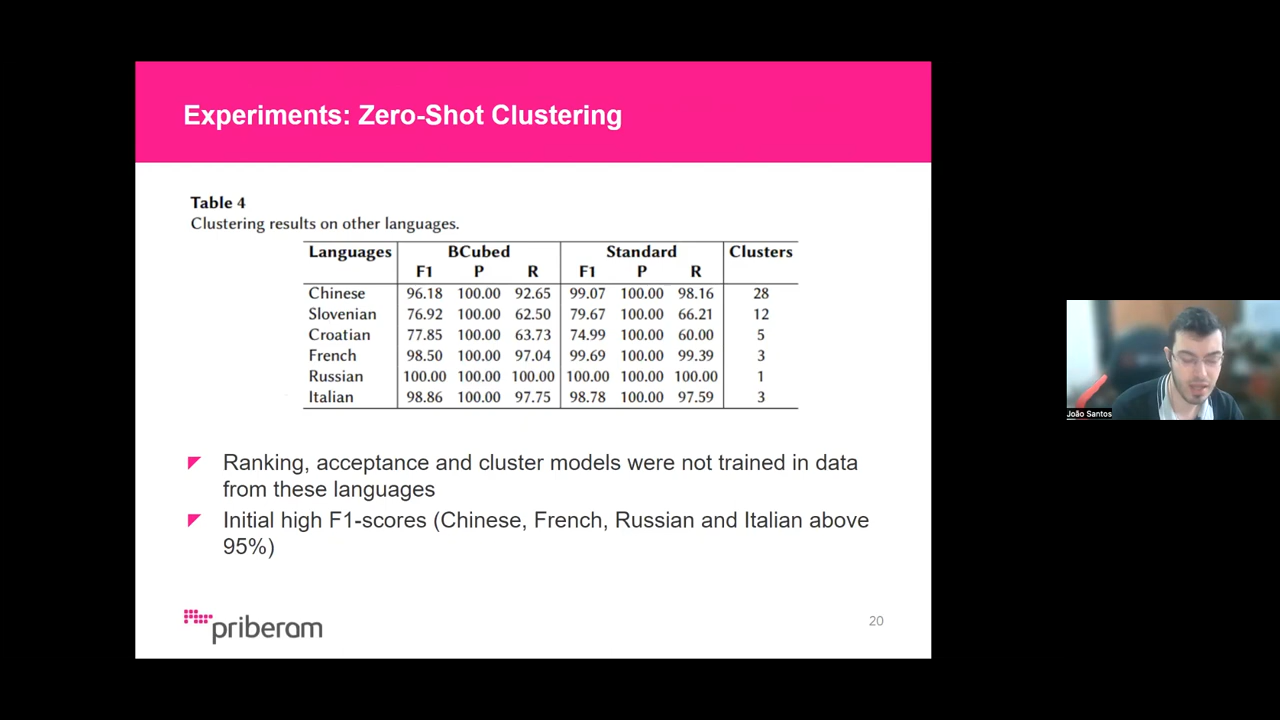 Experiments: Zero-Shot Clustering
Table 4
Clustering results on other languages.
Languages BCubed Standard Clusters
F1 P R F1 P R
Chinese 96.18 100.00 92.65 99.07 100.00 98.16 28
Slovenian 76.92 100.00 62.50 79.67 100.00 66.21 12
Croatian 77.85 100.00 63.73 74.99 100.00 60.00 5
French 98.50 100.00 97.04 99.69 100.00 99.39 3
Russian 100.00 100.00 100.00 100.00 100.00 100.00 1
Italian 98.86 100.00 97.75 98.78 100.00 97.59 3
Ranking, acceptance and cluster models were not trained in data
from these languages
Initial high F1-scores (Chinese, French, Russian and Italian above
95%)
priberam
20
João Santos